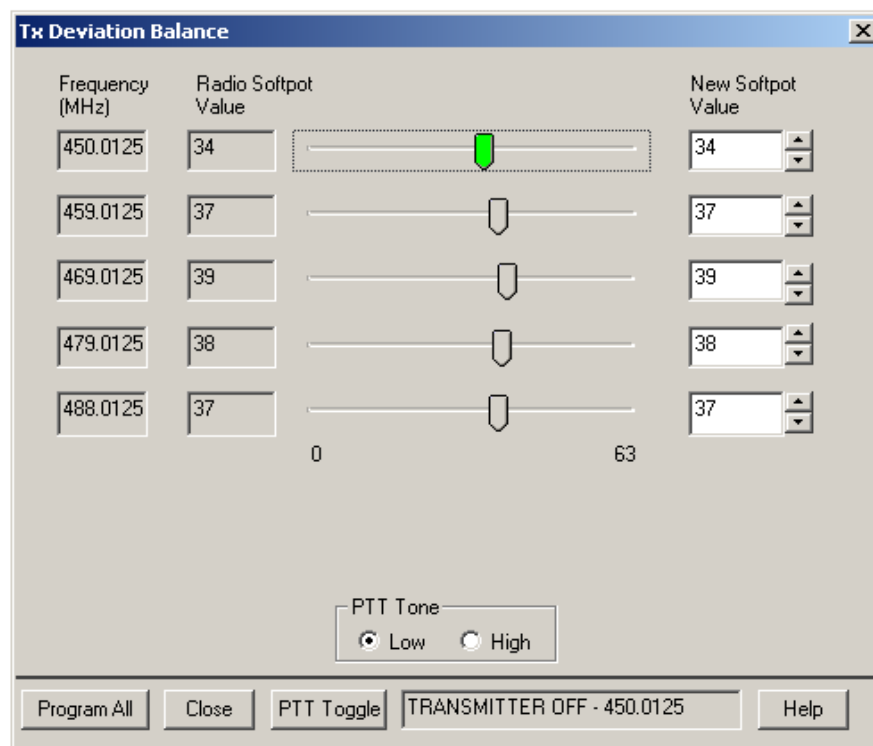 Tx Deviation Balance
Frequency (MHz) Radio Softpot Value New Softpot Value
450.0125 34 34
459.0125 37 37
469.0125 39 39
479.0125 38 38
488.0125 37 37
0 63
PTT Tone
Low High
Program All Close PTT Toggle TRANSMITTER OFF - 450.0125 Help